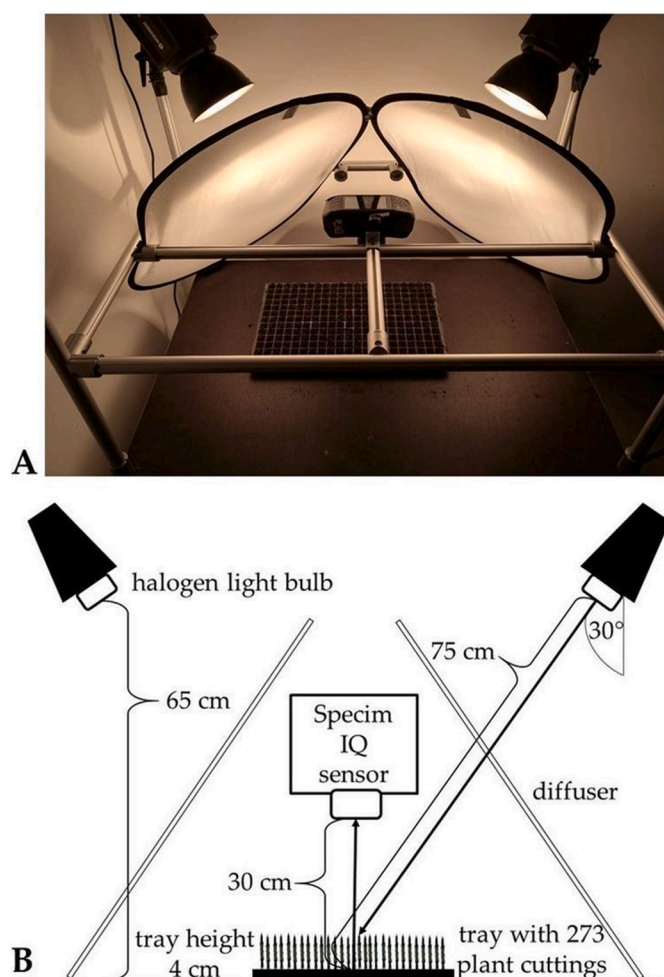 A
halogen light bulb
30°
75 cm
65 cm
Specim
IQ
sensor
diffuser
30 cm
tray height
4 cm
tray with 273
plant cuttings
B